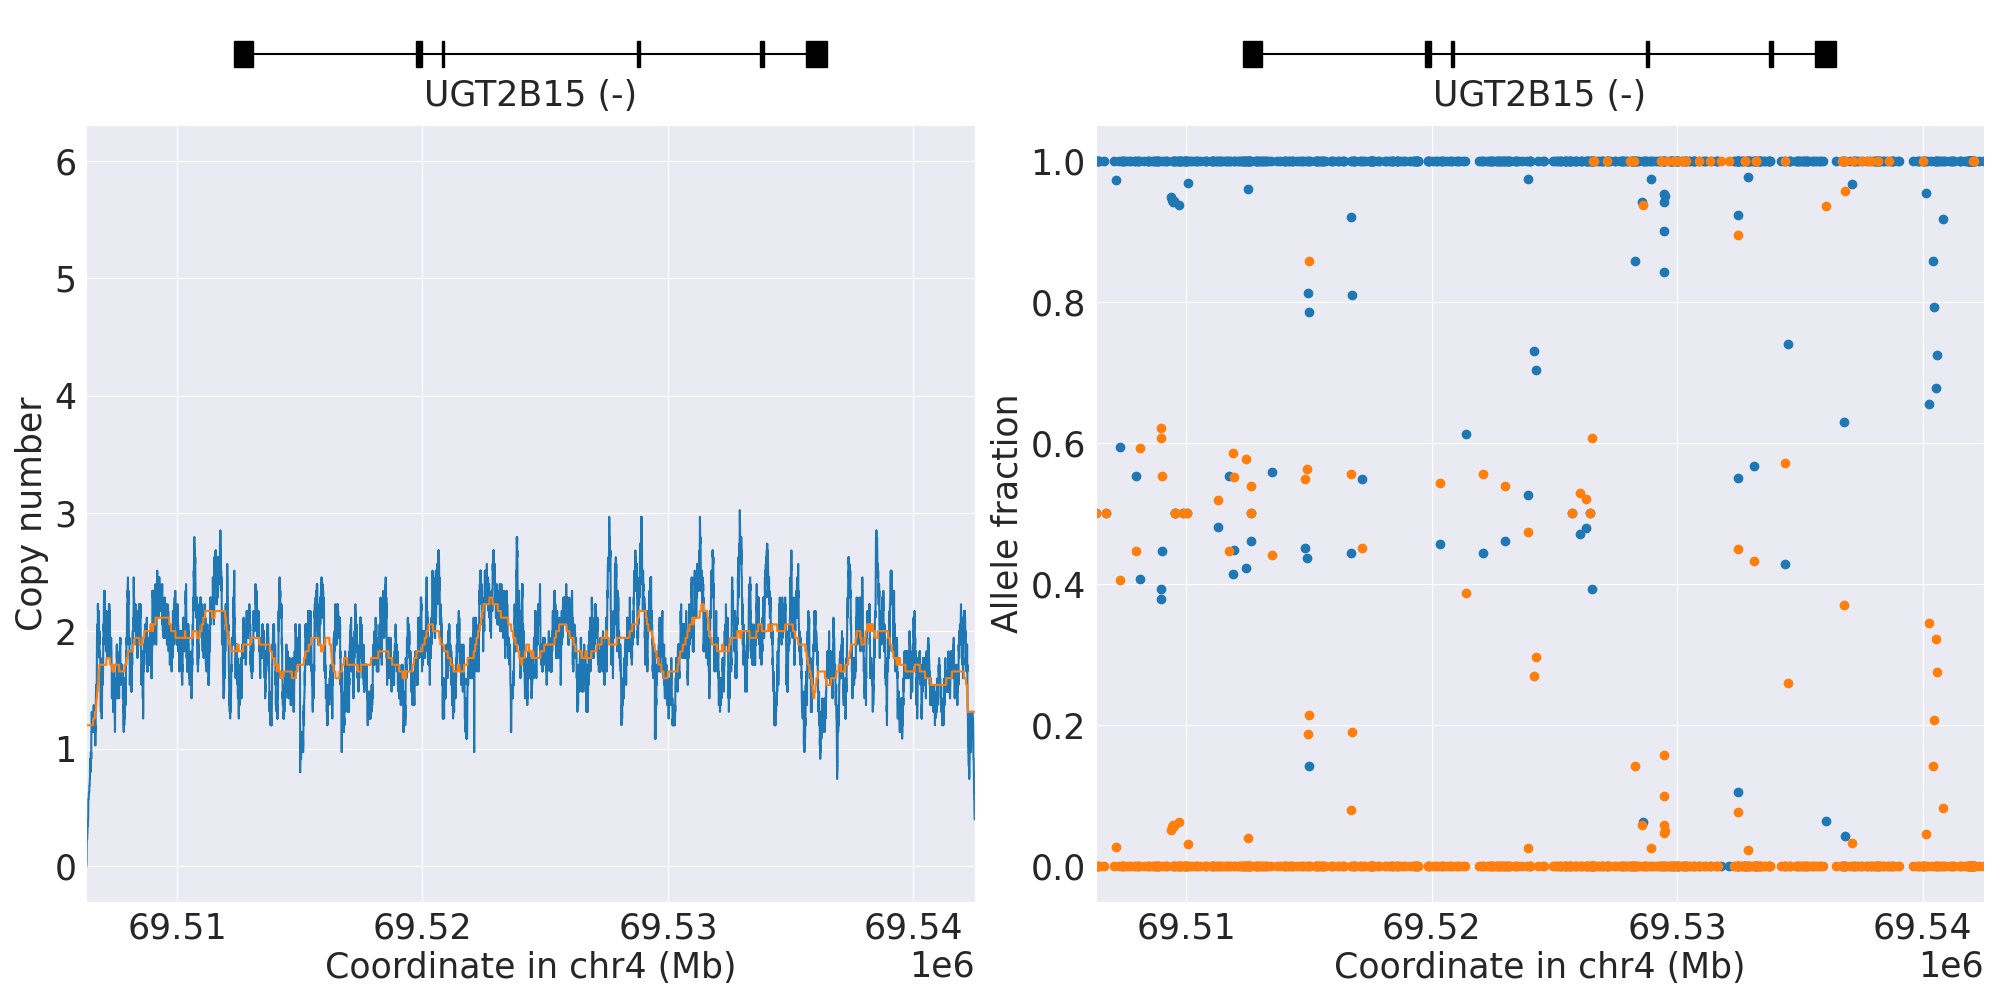 UGT2B15 (-)
UGT2B15 (-)
Copy number
6
5
4
3
2
1
0
69.51
69.52
69.53
69.54
Coordinate in chr4 (Mb)
1e6
Allele fraction
1.0
0.8
0.6
0.4
0.2
0.0
69.51
69.52
69.53
69.54
Coordinate in chr4 (Mb)
1e6